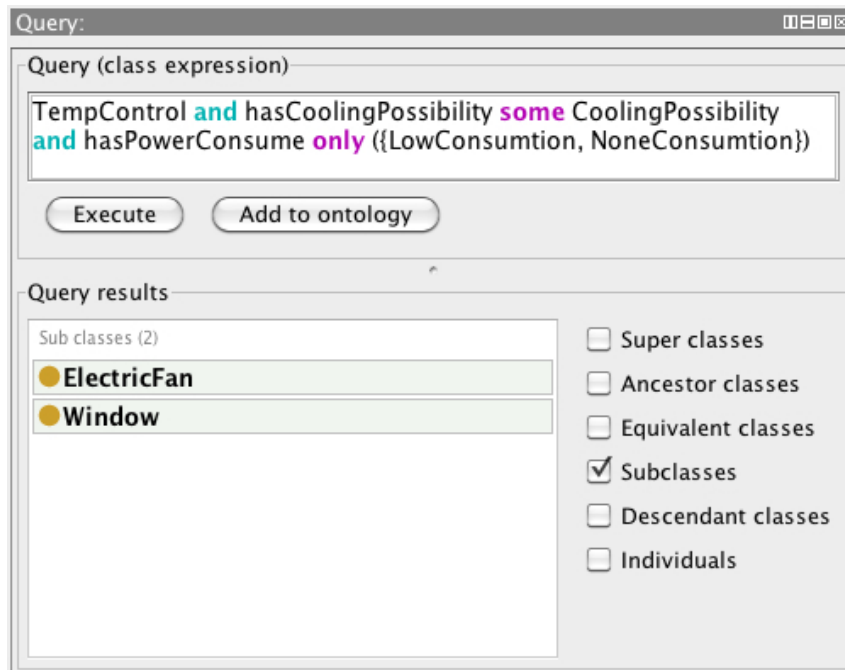 Query:
Query (class expression)
TempControl and hasCoolingPossibility some CoolingPossibility
and hasPowerConsume only ({LowConsumtion, NoneConsumtion})
Execute
Add to ontology
Query results
Sub classes (2)
ElectricFan
Window
Super classes
Ancestor classes
Equivalent classes
Subclasses
Descendant classes
Individuals